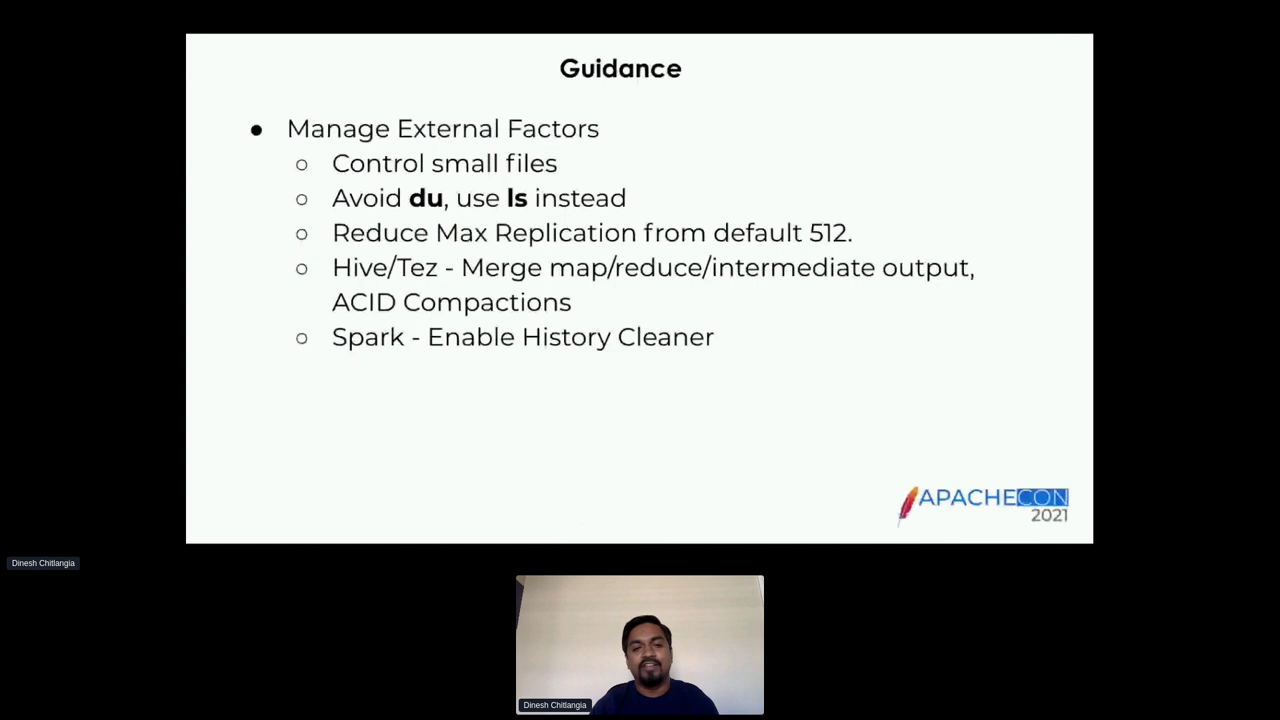 Guidance
● Manage External Factors
○ Control small files
○ Avoid du, use ls instead
○ Reduce Max Replication from default 512.
○ Hive/Tez - Merge map/reduce/intermediate output,
ACID Compactions
○ Spark - Enable History Cleaner
APACHECON
2021
Dinesh Chitlangia
Dinesh Chitlangia